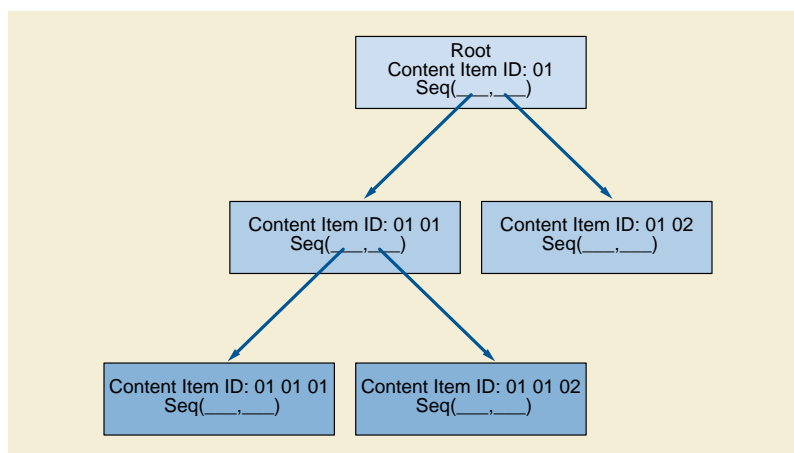 Root
Content Item ID: 01
Seq(___,___)
Content Item ID: 01 01
Seq(___,___)
Content Item ID: 01 02
Seq(___,___)
Content Item ID: 01 01 01
Seq(___,___)
Content Item ID: 01 01 02
Seq(___,___)